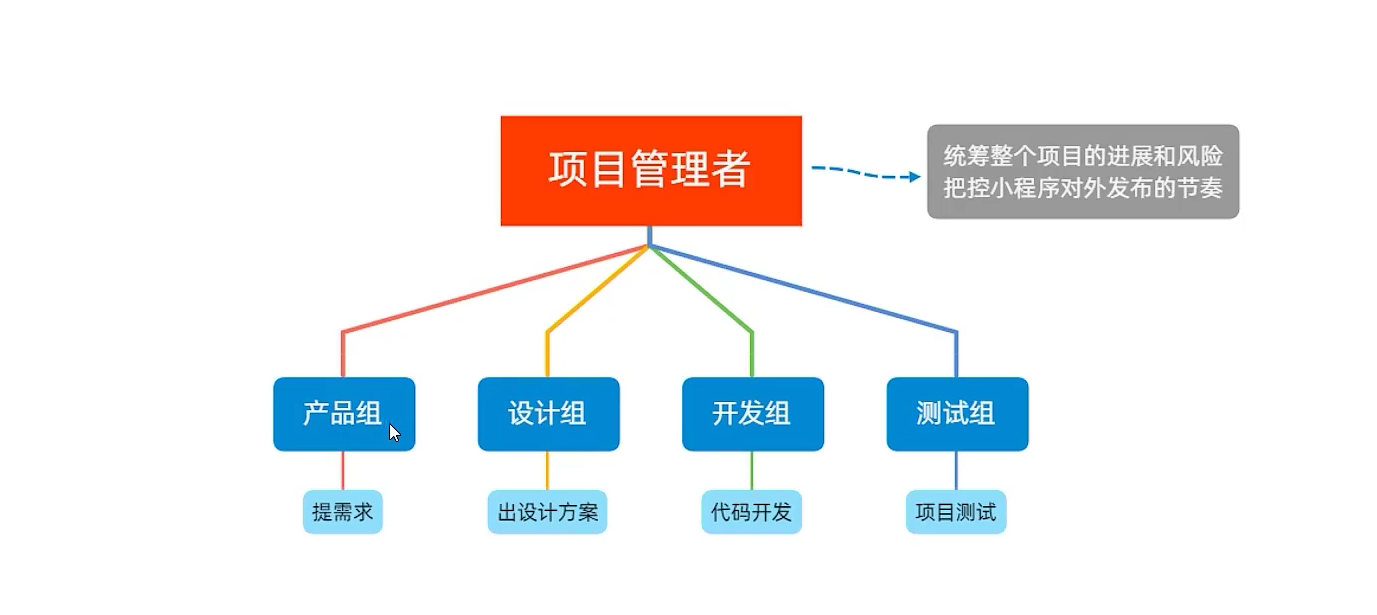 项目管理者
统筹整个项目的进展和风险
把控小程序对外发布的节奏
产品组
设计组
开发组
测试组
提需求
出设计方案
代码开发
项目测试